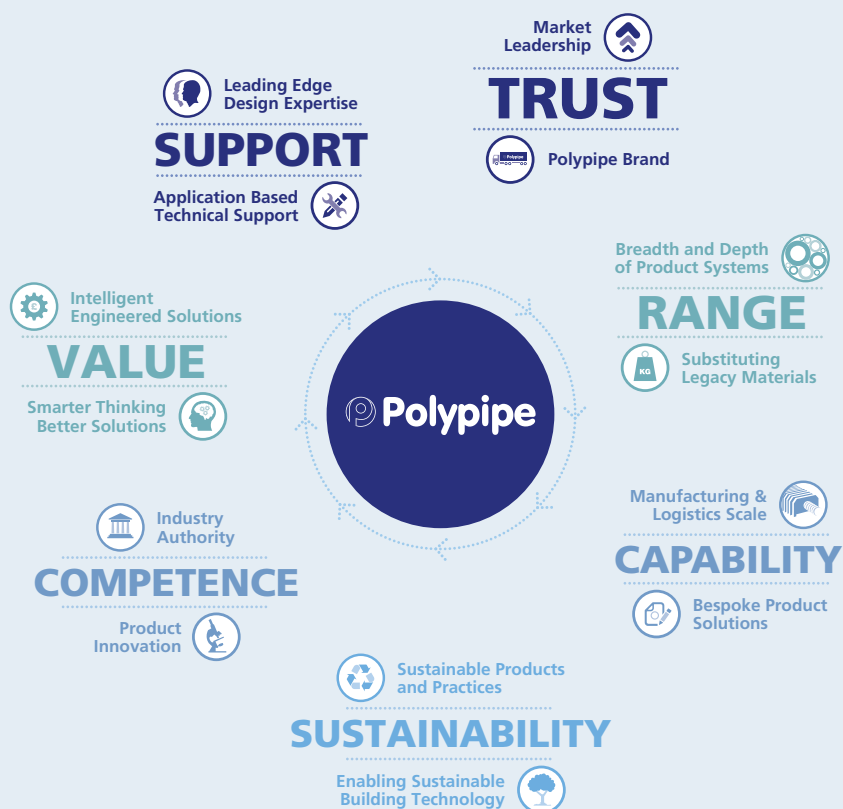 Market
Leadership
TRUST
Polypipe
Polypipe Brand
Leading Edge
Design Expertise
SUPPORT
Application Based
Technical Support
Breadth and Depth
of Product Systems
RANGE
KG
Substituting
Legacy Materials
Intelligent
Engineered Solutions
VALUE
Smarter Thinking
Better Solutions
Polypipe
Manufacturing &
Logistics Scale
CAPABILITY
Bespoke Product
Solutions
Industry
Authority
COMPETENCE
Product
Innovation
Sustainable Products
and Practices
SUSTAINABILITY
Enabling Sustainable
Building Technology